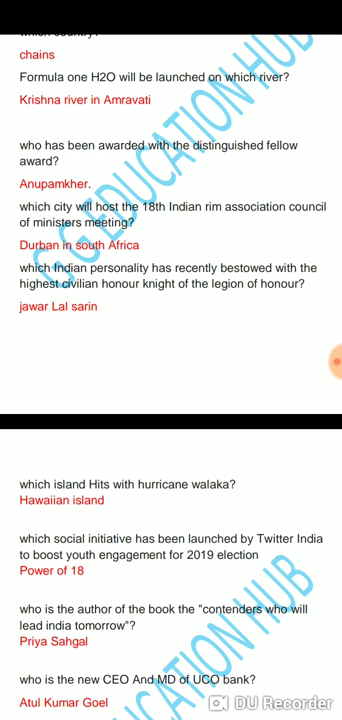 which country?
chains
Formula one H2O will be launched on which river?
Krishna river in Amravati
who has been awarded with the distinguished fellow
award?
Anupamkher.
which city will host the 18th Indian rim association council
of ministers meeting?
Durban in south Africa
which Indian personality has recently bestowed with the
highest civilian honour knight of the legion of honour?
jawar Lal sarin
which island Hits with hurricane walaka?
Hawaiian island
which social initiative has been launched by Twitter India
to boost youth engagement for 2019 election
Power of 18
who is the author of the book the "contenders who will
lead india tomorrow"?
Priya Sahgal
who is the new CEO And MD of UCO bank?
Atul Kumar Goel
G G EDUCATION HUB
EDUCATION HUB
DU Recorder